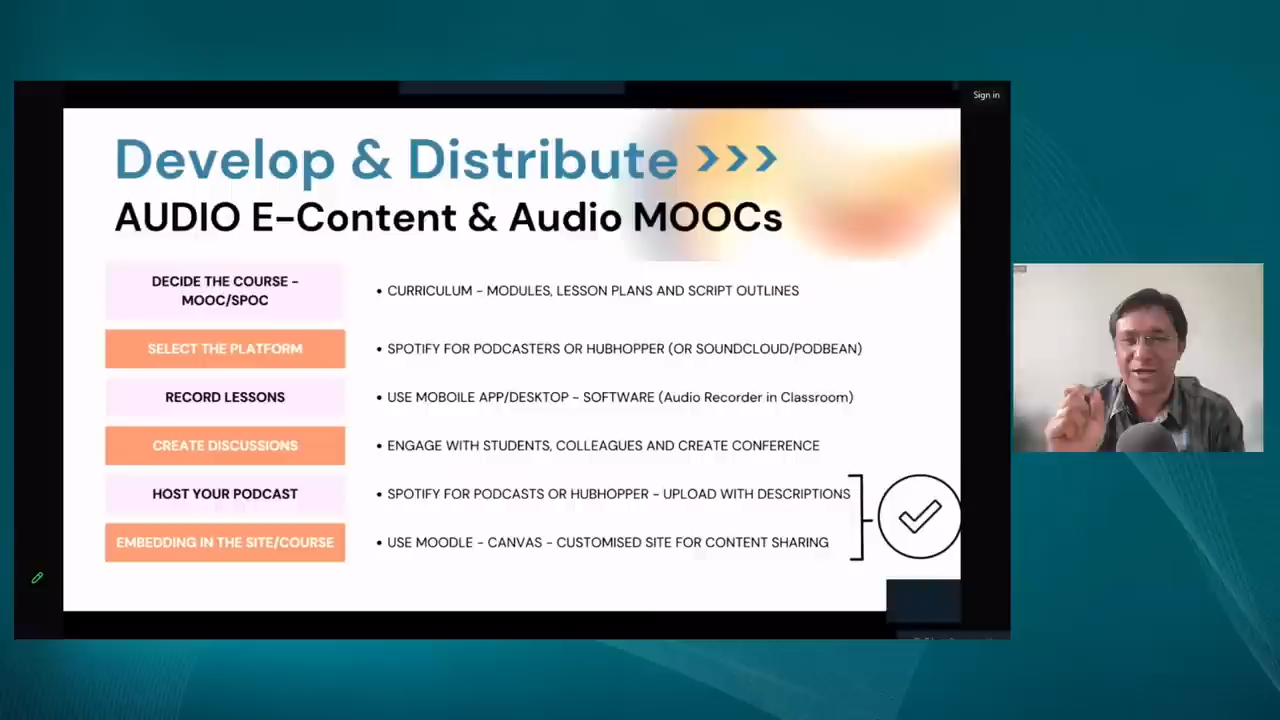 Sign in
Develop & Distribute >>>
AUDIO E-Content & Audio MOOCs
DECIDE THE COURSE -
MOOC/SPOC
• CURRICULUM - MODULES, LESSON PLANS AND SCRIPT OUTLINES
SELECT THE PLATFORM
• SPOTIFY FOR PODCASTERS OR HUBHOPPER (OR SOUNDCLOUD/PODBEAN)
RECORD LESSONS
• USE MOBOILE APP/DESKTOP - SOFTWARE (Audio Recorder in Classroom)
CREATE DISCUSSIONS
• ENGAGE WITH STUDENTS, COLLEAGUES AND CREATE CONFERENCE
HOST YOUR PODCAST
• SPOTIFY FOR PODCASTS OR HUBHOPPER - UPLOAD WITH DESCRIPTIONS
EMBEDDING IN THE SITE/COURSE
• USE MOODLE - CANVAS - CUSTOMISED SITE FOR CONTENT SHARING